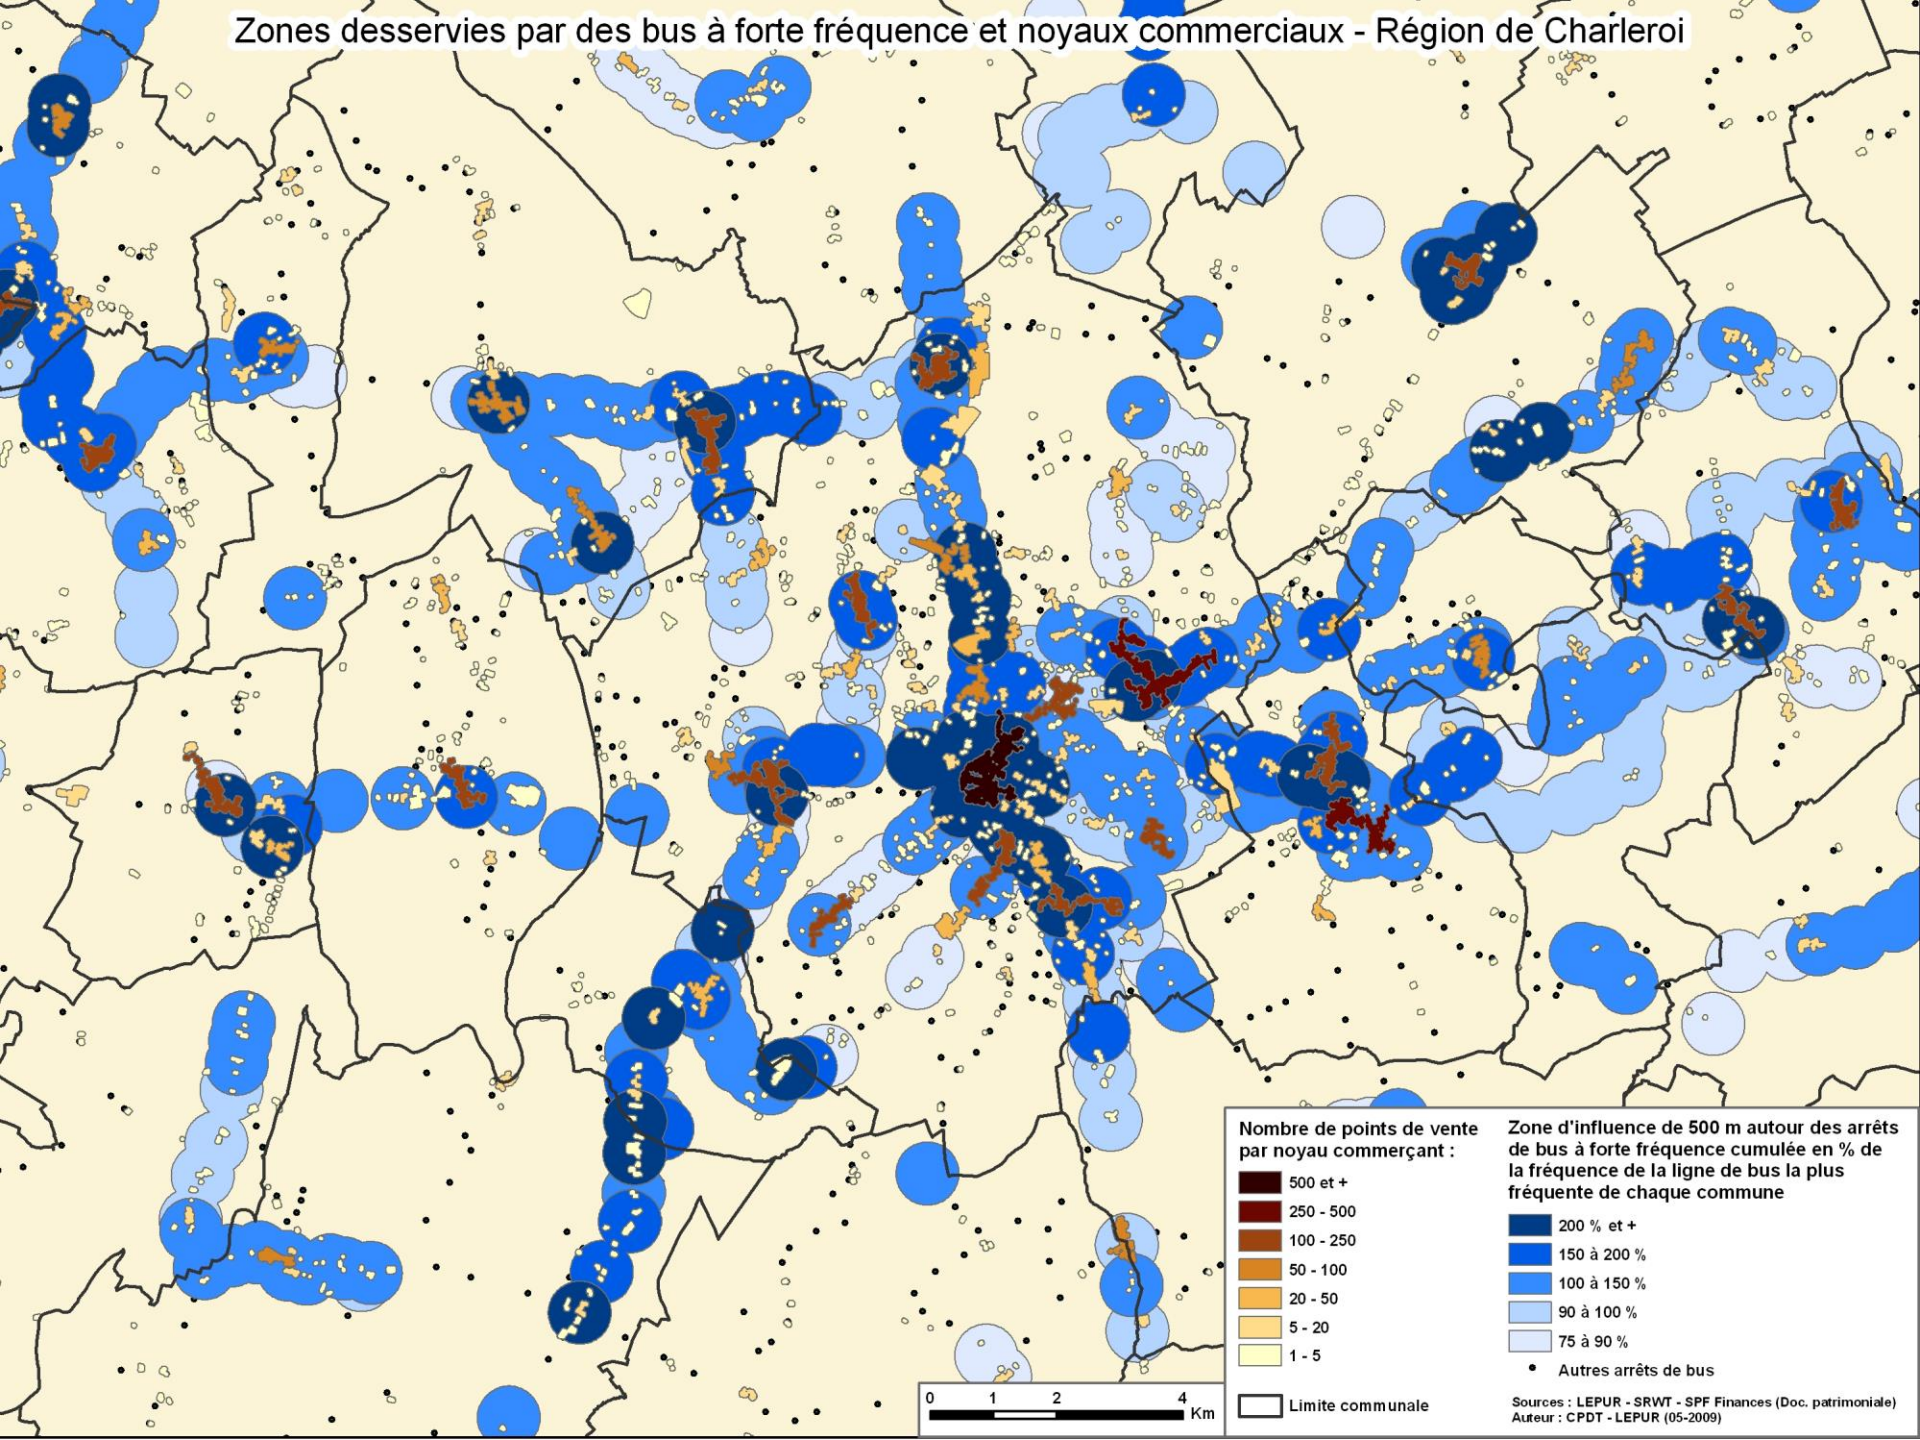 Zones desservies par des bus à forte fréquence et noyaux commerciaux - Région de Charleroi
Nombre de points de vente
par noyau commerçant :
500 et +
250 - 500
100 - 250
50 - 100
20 - 50
5 - 20
1 - 5
Limite communale
Zone d'influence de 500 m autour des arrêts
de bus à forte fréquence cumulée en % de
la fréquence de la ligne de bus la plus
fréquente de chaque commune
200 % et +
150 à 200 %
100 à 150 %
90 à 100 %
75 à 90 %
Autres arrêts de bus
Sources : LEPUR - SRWT - SPF Finances (Doc. patrimoniale)
Auteur : CPDT - LEPUR (05-2009)
0 1 2 4
Km